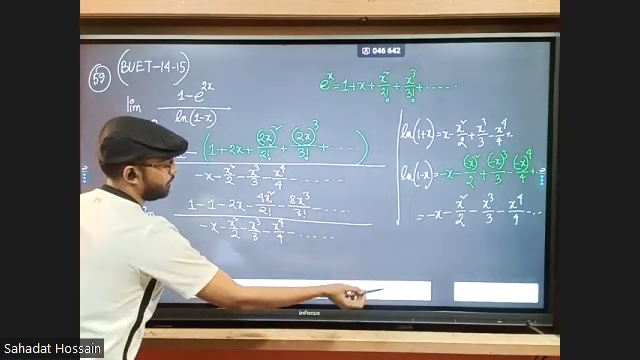 046 642
59 (BUET-14-15)
e^x = 1 + x + x²/2! + x³/3! + .....
lim (1 - e^{2x}) / ln(1-x)
ln(1+x) = x - x²/2 + x³/3 - x⁴/4 + ..
- (1 + 2x + (2x)²/2! + (2x)³/3! + .....)
-x - x²/2 - x³/3 - x⁴/4 - ......
ln(1-x) = -x - (-x)²/2 + (-x)³/3 - (-x)⁴/4 + ..
1 - 1 - 2x - 4x²/2! - 8x³/3! - .....
-x - x²/2 - x³/3 - x⁴/4 - ......
= -x - x²/2 - x³/3 - x⁴/4 - ...
InFocus
Sahadat Hossain